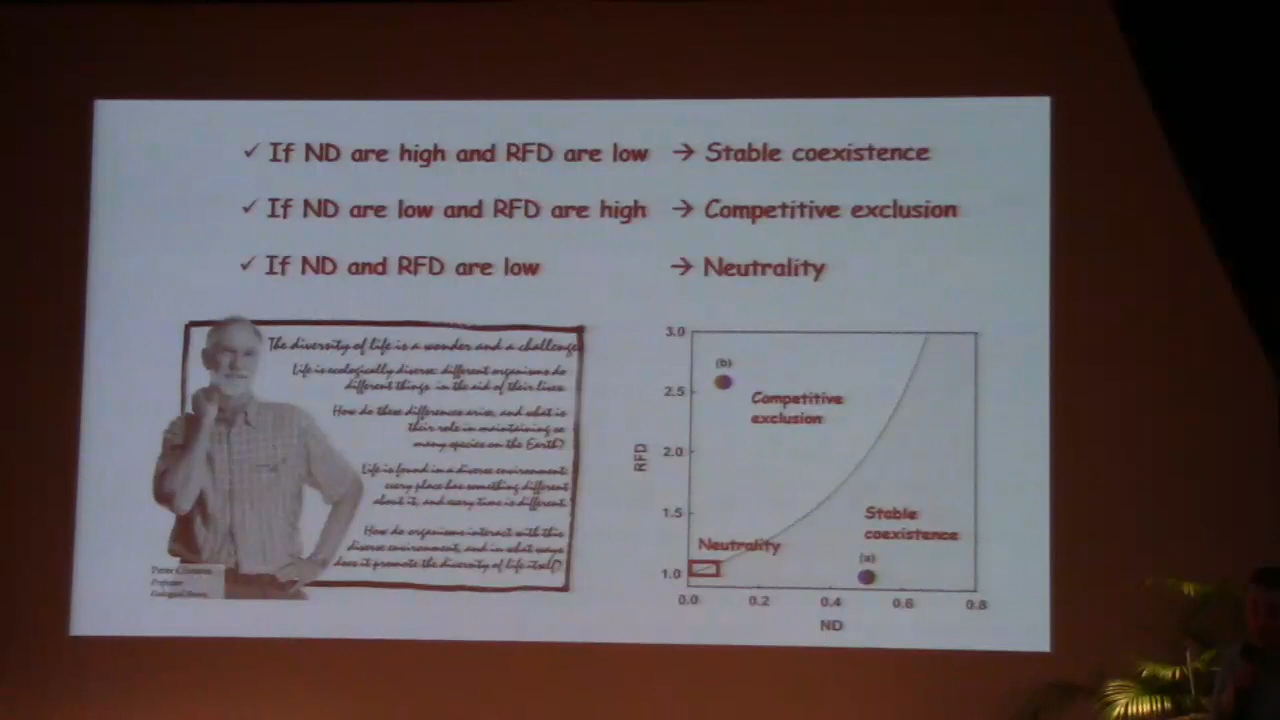 ✓ If ND are high and RFD are low → Stable coexistence
✓ If ND are low and RFD are high → Competitive exclusion
✓ If ND and RFD are low → Neutrality
The diversity of life is a wonder and a challenge
Life is ecologically diverse: different organisms do
different things in the aid of their lives
How do these differences arise, and what is
their role in maintaining so
many species on the Earth?
Life is found in a diverse environment:
every place has something different
about it, and every time is different.
How do organisms interact with this
diverse environment, and in what ways
does it promote the diversity of life itself?
Peter
Professor
3.0
2.5
2.0
1.5
1.0
RFD
(b)
Competitive
exclusion
Stable
coexistence
(a)
Neutrality
0.0 0.2 0.4 0.6 0.8
ND